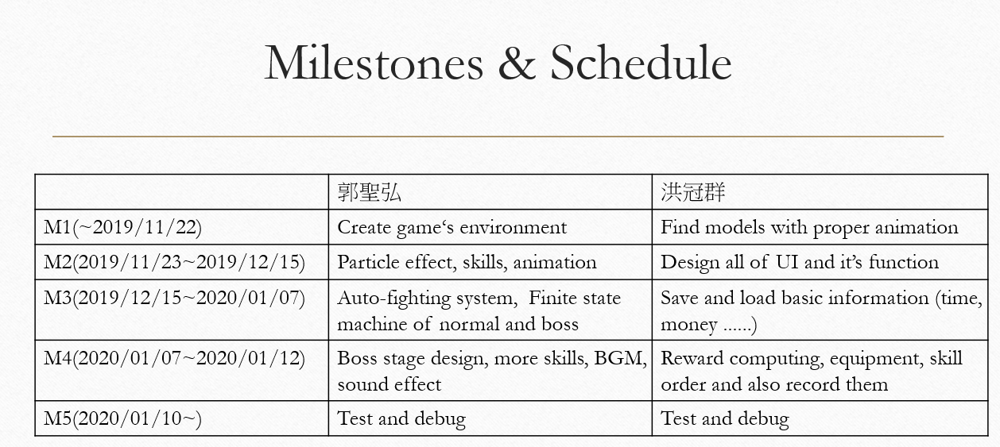 Milestones & Schedule
郭聖弘 洪冠群
M1(~2019/11/22) Create game‘s environment Find models with proper animation
M2(2019/11/23~2019/12/15) Particle effect, skills, animation Design all of UI and it’s function
M3(2019/12/15~2020/01/07) Auto-fighting system, Finite state Save and load basic information (time,
machine of normal and boss money ......)
M4(2020/01/07~2020/01/12) Boss stage design, more skills, BGM, Reward computing, equipment, skill
sound effect order and also record them
M5(2020/01/10~) Test and debug Test and debug